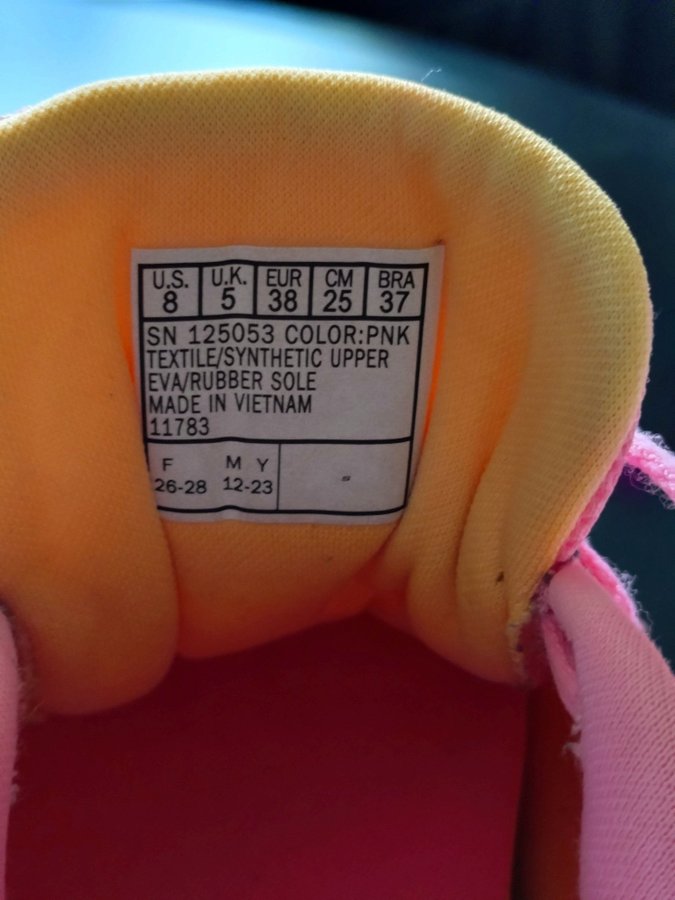 U.S. U.K. EUR CM BRA
8 5 38 25 37
SN 125053 COLOR:PNK
TEXTILE/SYNTHETIC UPPER
EVA/RUBBER SOLE
MADE IN VIETNAM
11783
F M Y
26-28 12-23